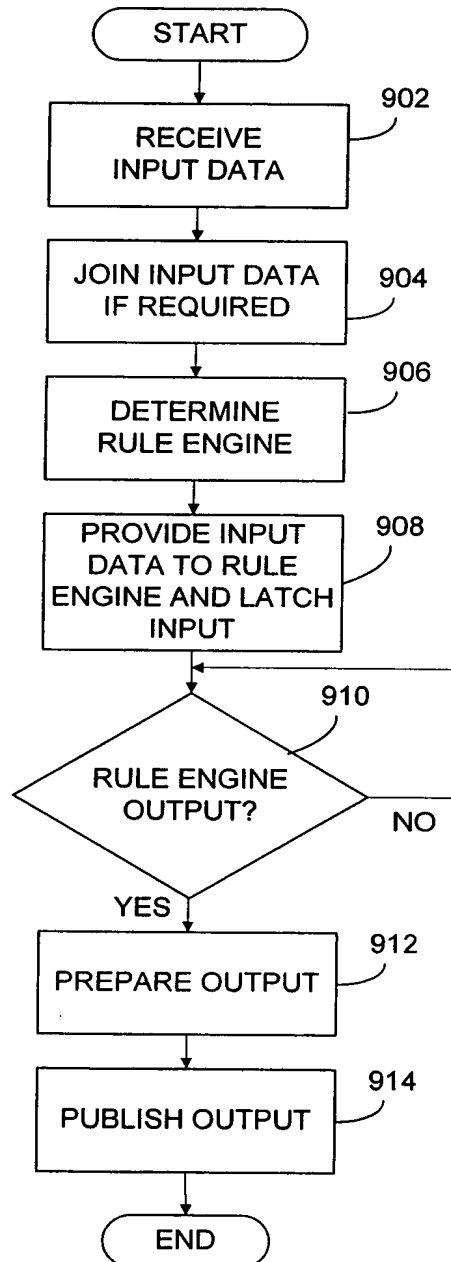 START
902
RECEIVE
INPUT DATA
JOIN INPUT DATA
IF REQUIRED
904
906
DETERMINE
RULE ENGINE
PROVIDE INPUT
DATA TO RULE
ENGINE AND LATCH
INPUT
908
910
RULE ENGINE
OUTPUT?
NO
YES
912
PREPARE OUTPUT
914
PUBLISH OUTPUT
END